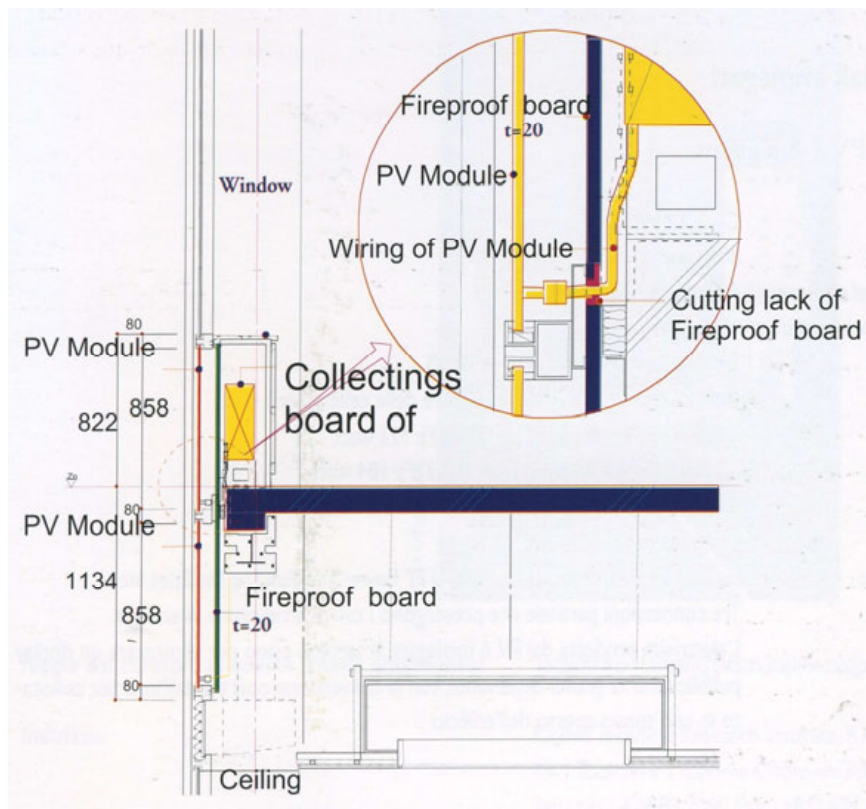 Fireproof board
t=20
PV Module
Window
Wiring of PV Module
Cutting lack of
Fireproof board
80
PV Module
Collectings
board of
858
822
80
PV Module
1134
Fireproof board
858
t=20
80
Ceiling